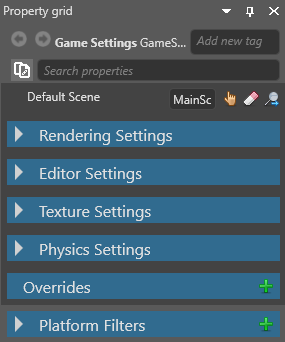 Property grid
Game Settings GameS... Add new tag
Search properties
Default Scene MainSc
Rendering Settings
Editor Settings
Texture Settings
Physics Settings
Overrides
Platform Filters